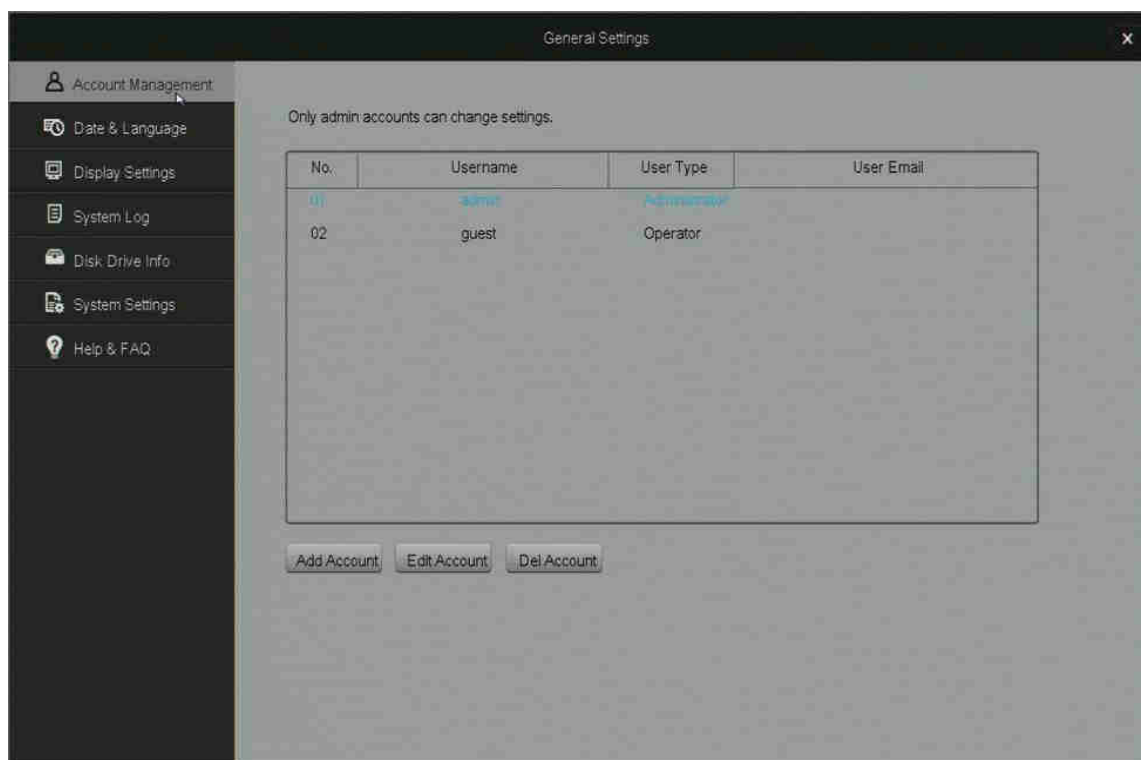 General Settings
X
Account Management
Date & Language
Display Settings
System Log
Disk Drive Info
System Settings
Help & FAQ
Only admin accounts can change settings.
No. Username User Type User Email
01 admin Administrator
02 guest Operator
Add Account Edit Account Del Account